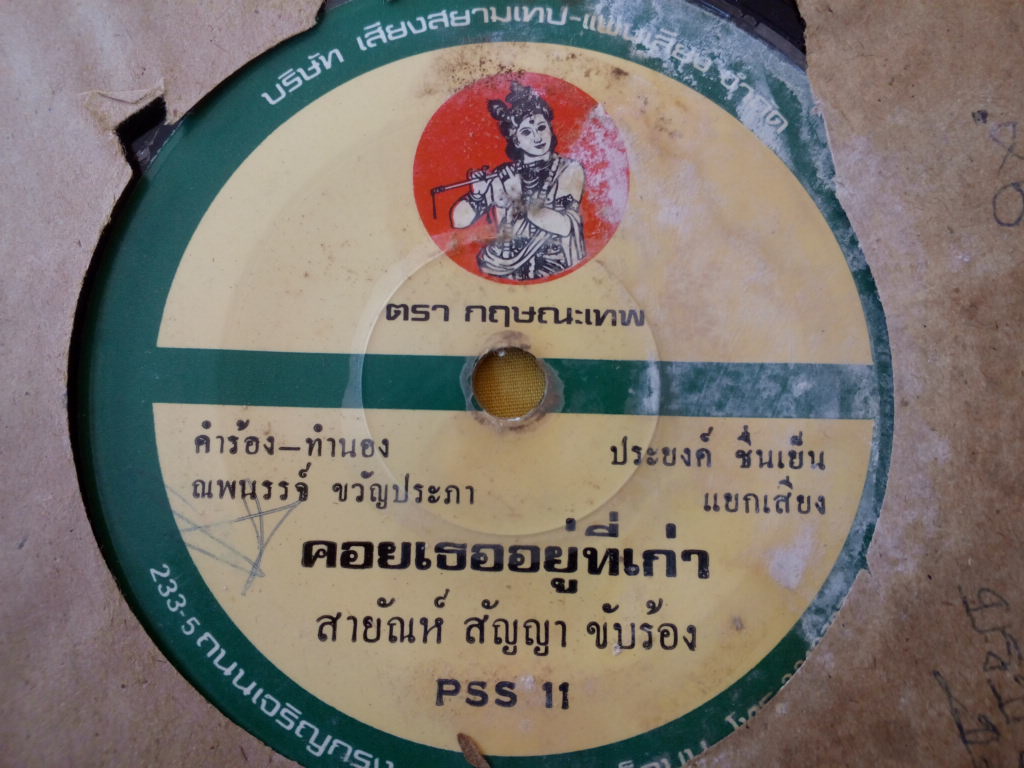 บริษัท เสียงสยามเทป-แผ่นเสียง จำกัด
ตรา กฤษณะเทพ
คำร้อง-ทำนอง
ณพนรรจ์ ขวัญประภา
ประยงค์ ชื่นเย็น
แยกเสียง
คอยเธออยู่ที่เก่า
สายัณห์ สัญญา ขับร้อง
PSS 11
233-5 ถนนเจริญกรุง